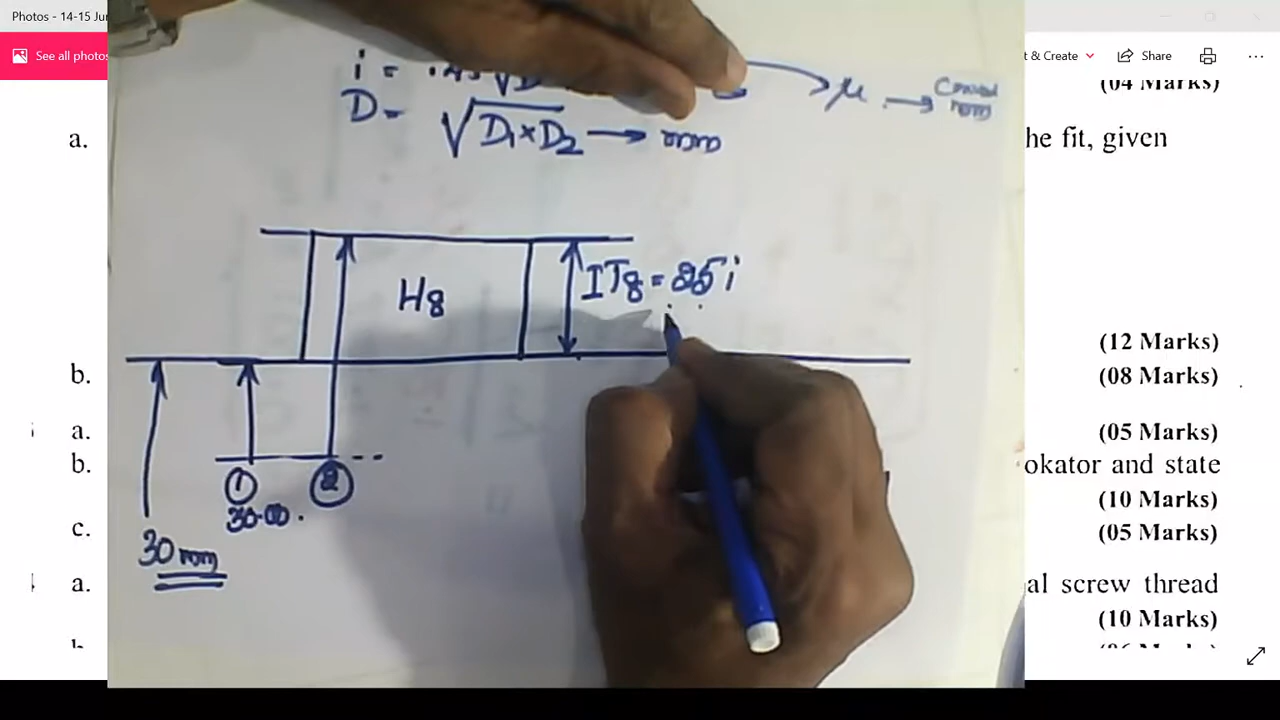 Photos - 14-15 Ju
See all photos
t & Create
Share
(04 Marks)
a.
he fit, given
i =
D = √D₁×D₂ → mm
μ →
H8
IT8 = 25 i
(12 Marks)
b.
(08 Marks)
a.
(05 Marks)
b.
okator and state
1
2
(10 Marks)
30.00.
c.
(05 Marks)
30 mm
a.
al screw thread
(10 Marks)